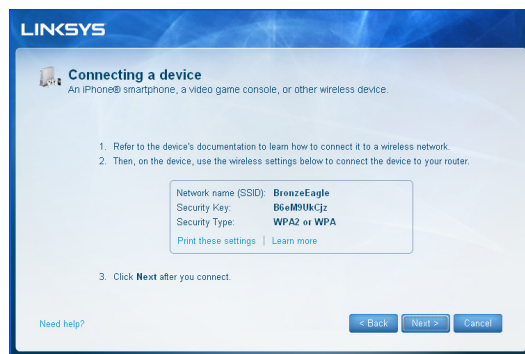 LINKSYS
Connecting a device
An iPhone® smartphone, a video game console, or other wireless device.
1. Refer to the device's documentation to learn how to connect it to a wireless network.
2. Then, on the device, use the wireless settings below to connect the device to your router.
Network name (SSID): BronzeEagle
Security Key: B6eM9UkCjz
Security Type: WPA2 or WPA
Print these settings | Learn more
3. Click Next after you connect.
Need help? < Back Next > Cancel